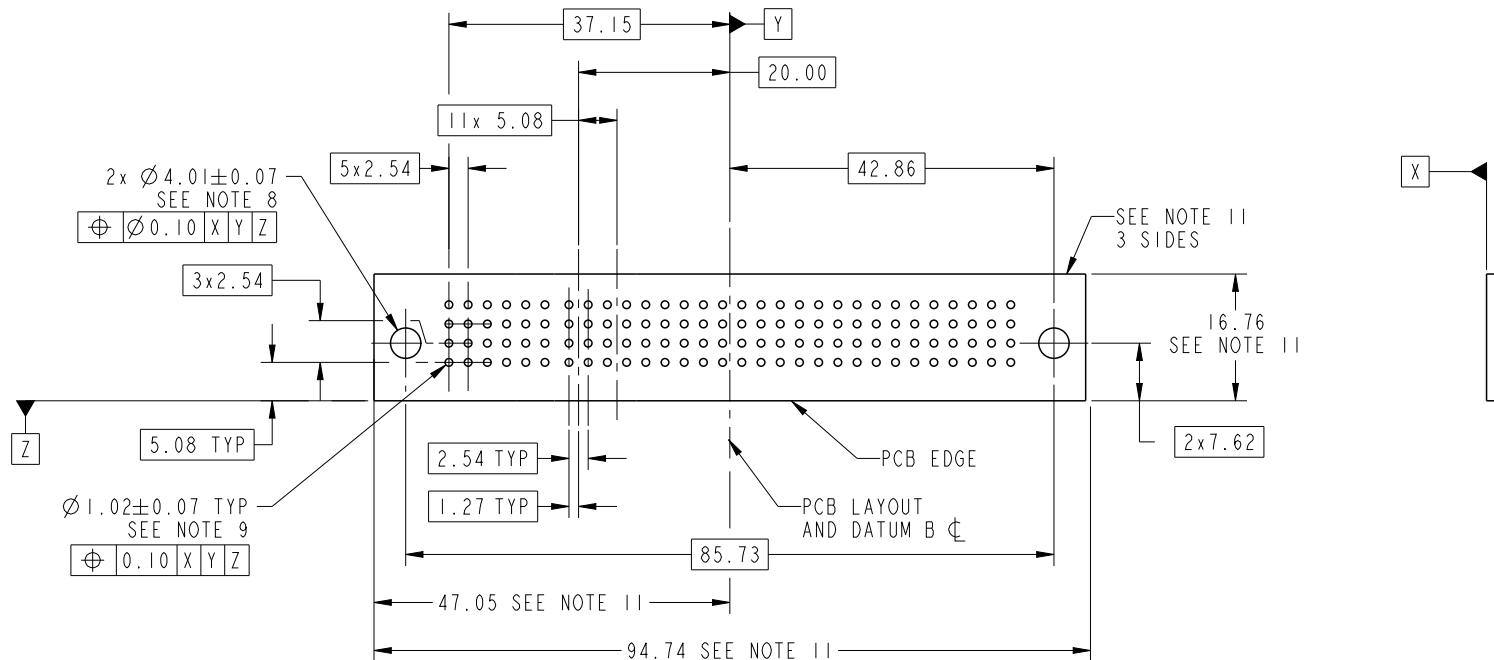 37.15
Y
20.00
11x 5.08
5x2.54
42.86
X
2x Ø4.01±0.07
SEE NOTE 8
⌖ Ø0.10 X Y Z
SEE NOTE 11
3 SIDES
3x2.54
16.76
SEE NOTE 11
Z
5.08 TYP
2.54 TYP
PCB EDGE
2x7.62
Ø1.02±0.07 TYP
SEE NOTE 9
⌖ 0.10 X Y Z
1.27 TYP
PCB LAYOUT
AND DATUM B ℄
85.73
47.05 SEE NOTE 11
94.74 SEE NOTE 11